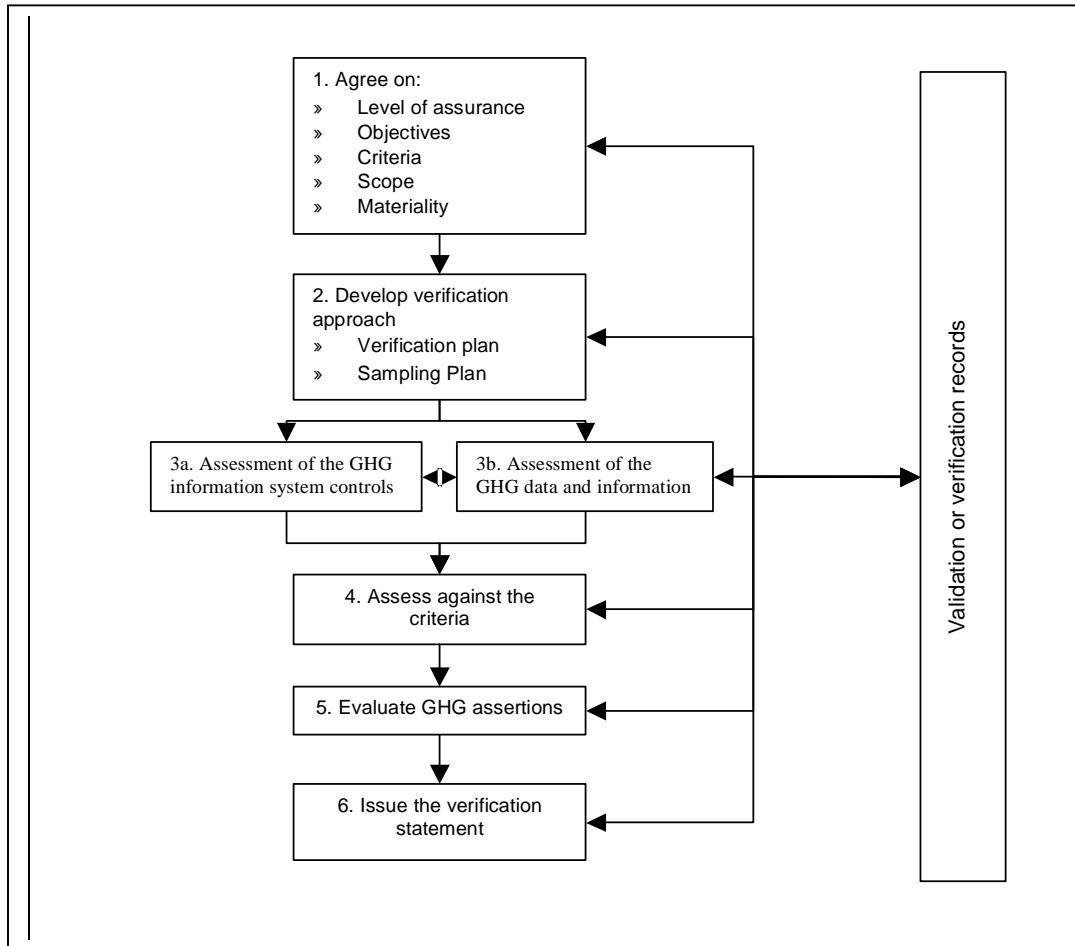 1. Agree on:
» Level of assurance
» Objectives
» Criteria
» Scope
» Materiality
2. Develop verification
approach
» Verification plan
» Sampling Plan
3a. Assessment of the GHG
information system controls
3b. Assessment of the
GHG data and information
4. Assess against the
criteria
5. Evaluate GHG assertions
6. Issue the verification
statement
Validation or verification records